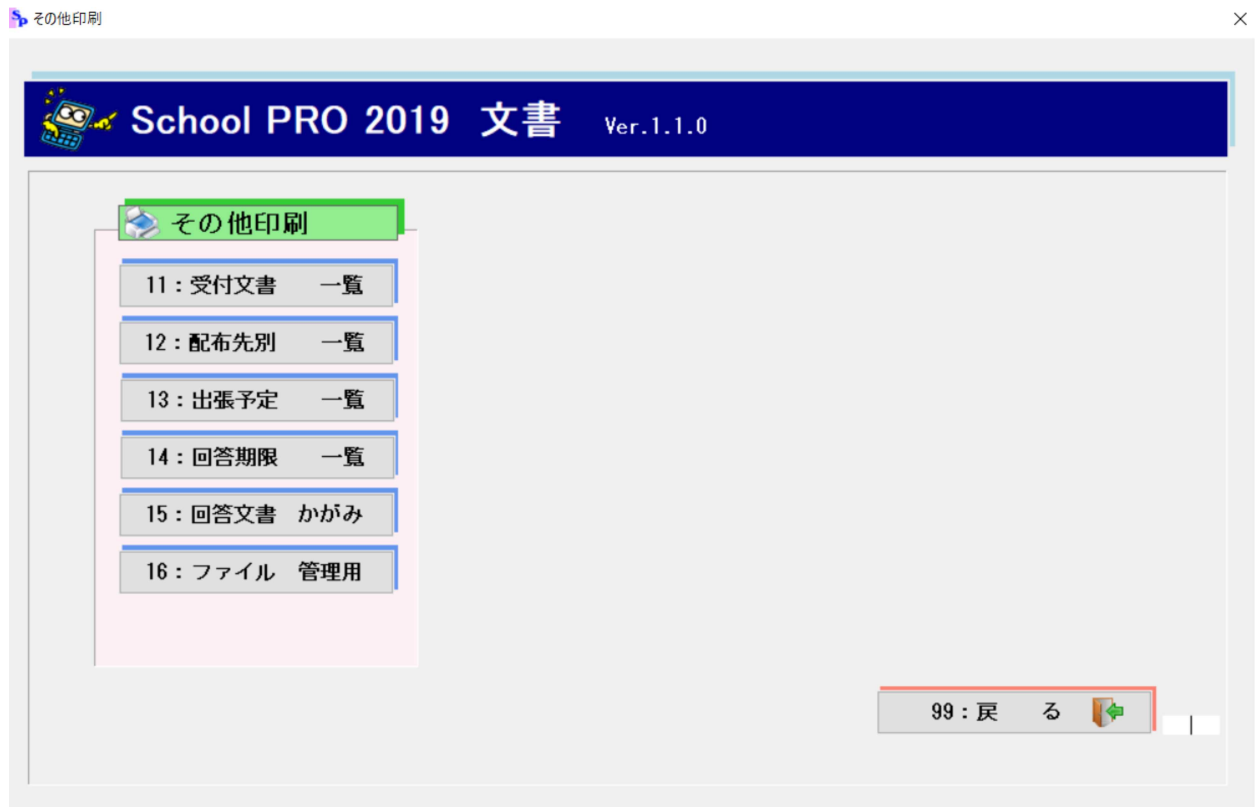 その他印刷
School PRO 2019 文書 Ver.1.1.0
その他印刷
11：受付文書　一覧
12：配布先別　一覧
13：出張予定　一覧
14：回答期限　一覧
15：回答文書　かがみ
16：ファイル　管理用
99：戻　る